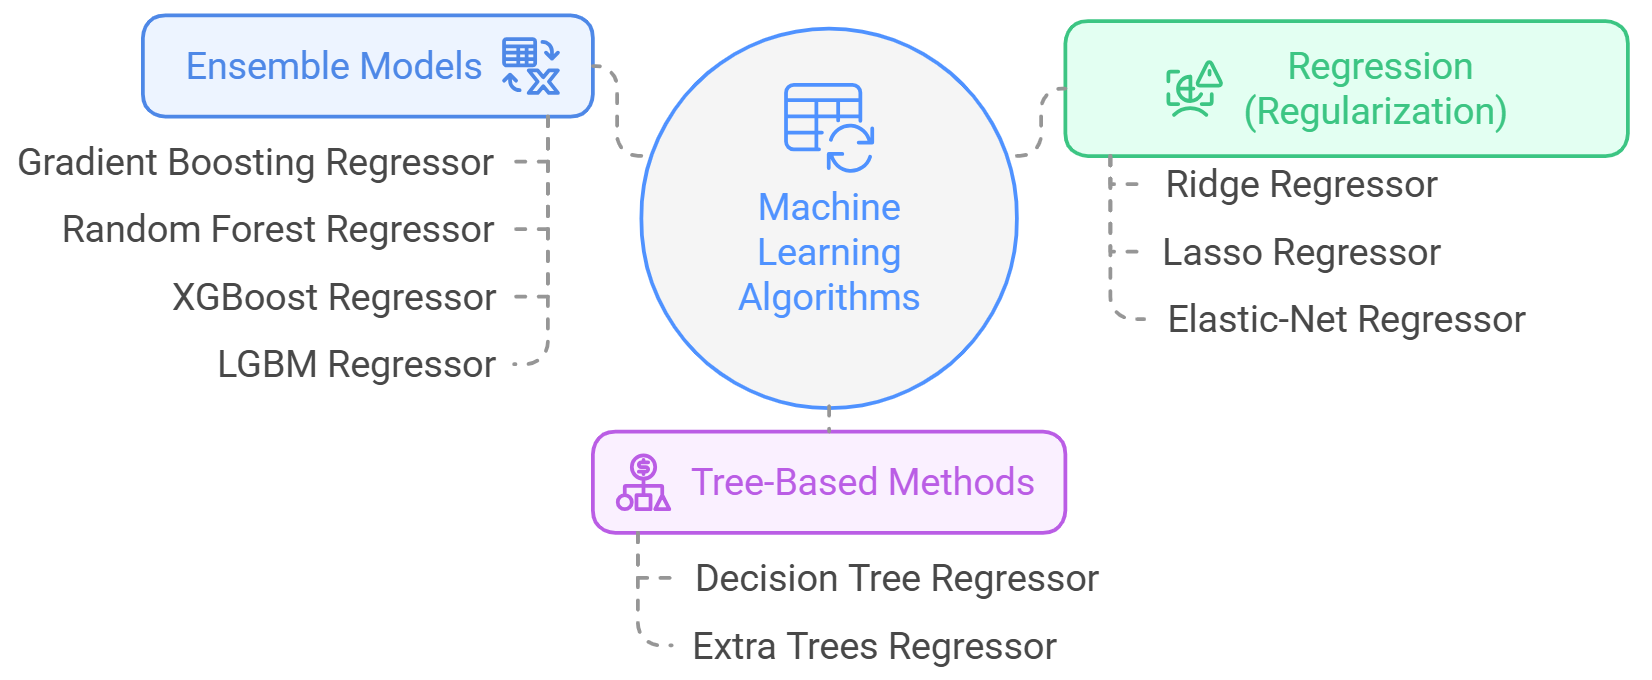 Ensemble Models
Gradient Boosting Regressor
Random Forest Regressor
XGBoost Regressor
LGBM Regressor
Machine
Learning
Algorithms
Regression
(Regularization)
Ridge Regressor
Lasso Regressor
Elastic-Net Regressor
Tree-Based Methods
Decision Tree Regressor
Extra Trees Regressor